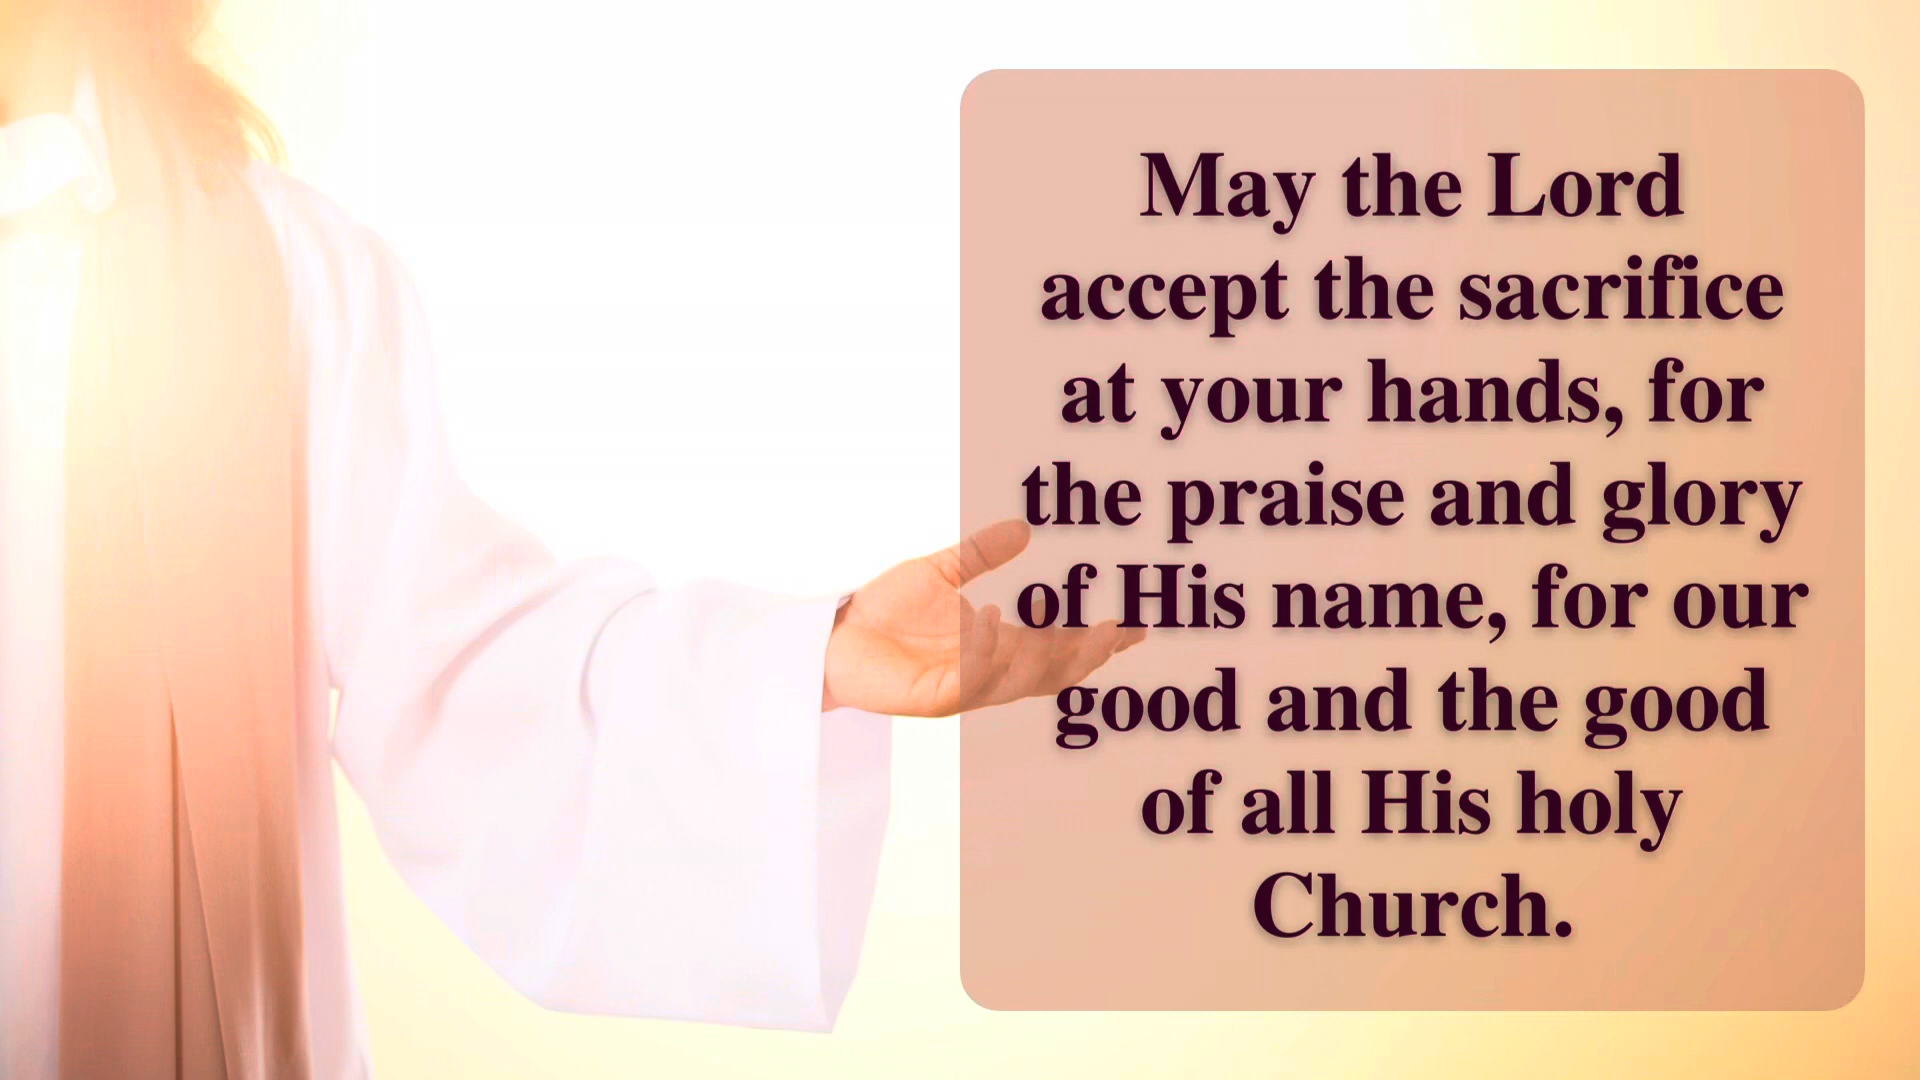 May the Lord
accept the sacrifice
at your hands, for
the praise and glory
of His name, for our
good and the good
of all His holy
Church.